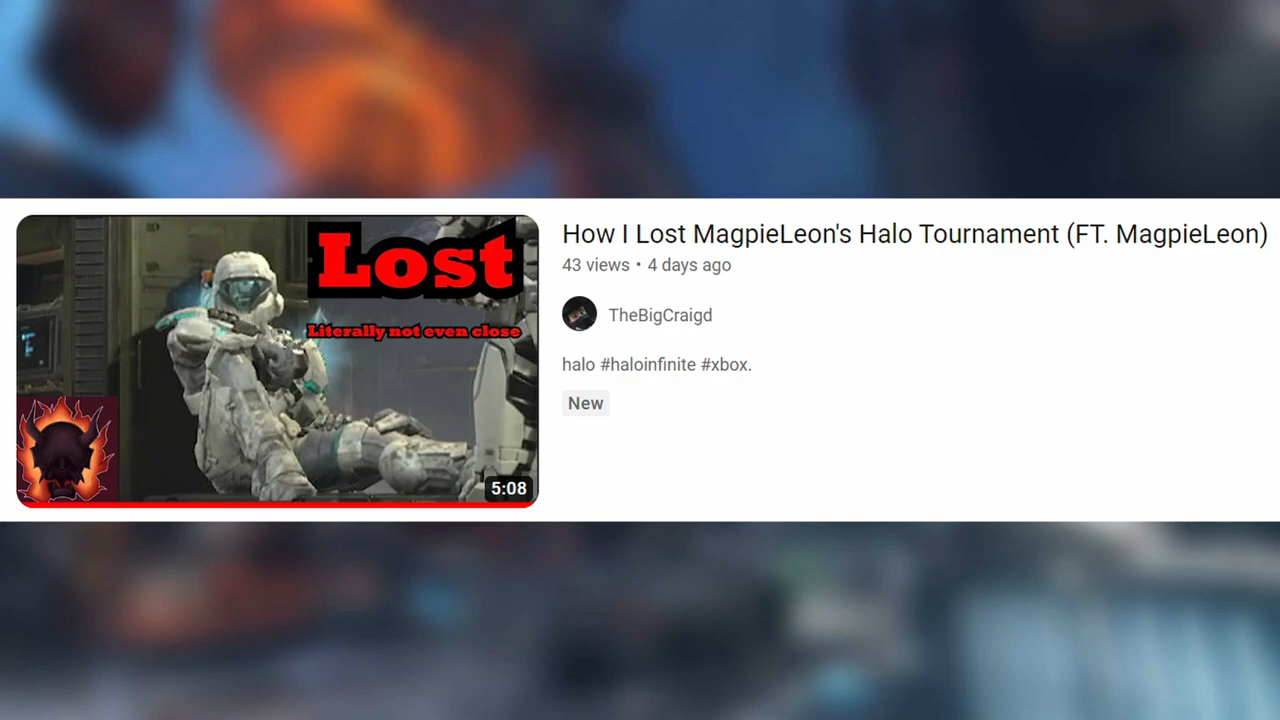 Lost
Literally not even close
5:08
How I Lost MagpieLeon's Halo Tournament (FT. MagpieLeon)
43 views • 4 days ago
TheBigCraigd
halo #haloinfinite #xbox.
New